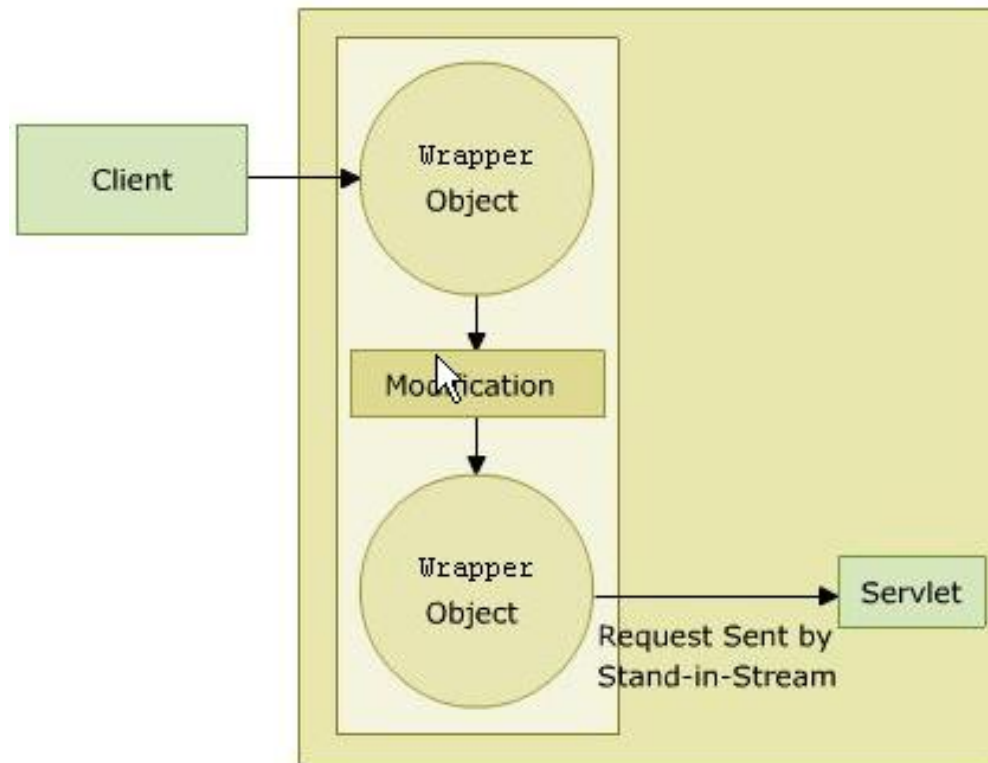 Client
Wrapper
Object
Modification
Wrapper
Object
Servlet
Request Sent by
Stand-in-Stream